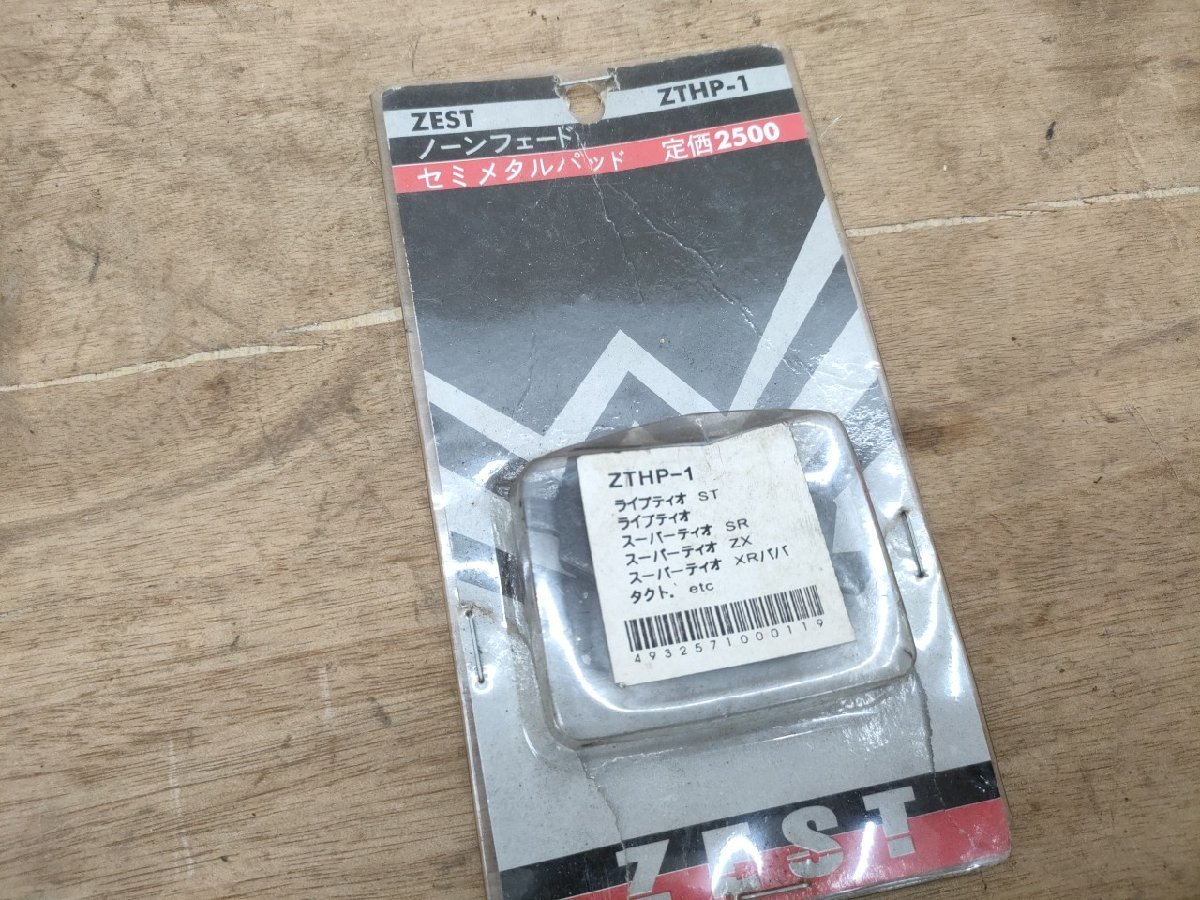 ZEST ZTHP-1
ノーンフェード
セミメタルパッド 定価2500
ZTHP-1
ライブディオ ST
ライブディオ
スーパーディオ SR
スーパーディオ ZX
スーパーディオ XRババ
タクト. etc
4932571000119
ZEST